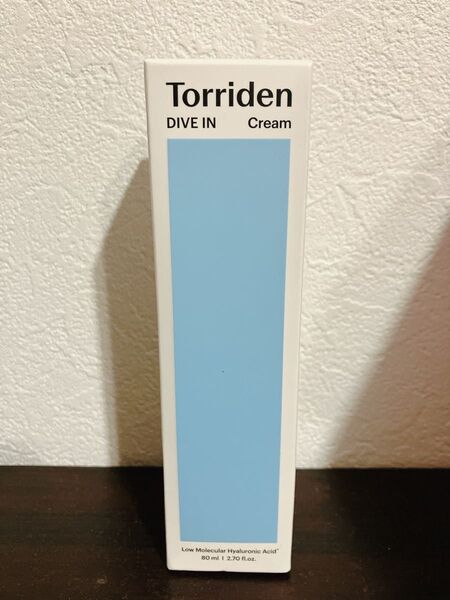 Torriden
DIVE IN Cream
Low Molecular Hyaluronic Acid*
80 ml | 2.70 fl.oz.